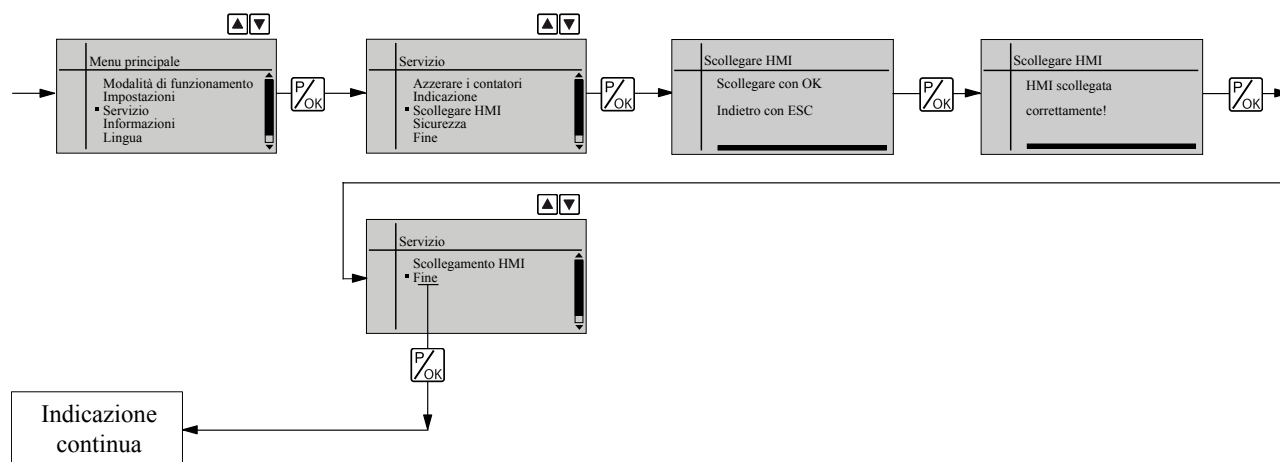 Menu principale
Modalità di funzionamento
Impostazioni
Servizio
Informazioni
Lingua
P/OK
Servizio
Azzerare i contatori
Indicazione
Scollegare HMI
Sicurezza
Fine
P/OK
Scollegare HMI
Scollegare con OK
Indietro con ESC
P/OK
Scollegare HMI
HMI scollegata
correttamente!
P/OK
Servizio
Scollegamento HMI
Fine
P/OK
Indicazione
continua